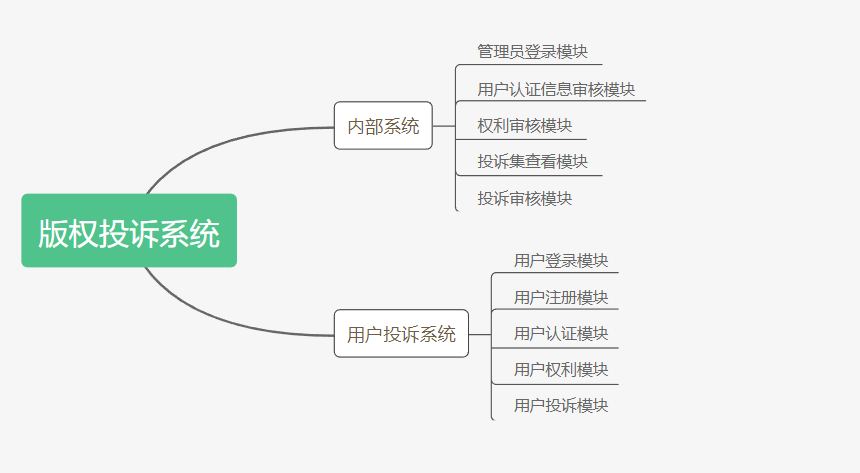 管理员登录模块
用户认证信息审核模块
内部系统
权利审核模块
投诉集查看模块
投诉审核模块
版权投诉系统
用户登录模块
用户注册模块
用户投诉系统
用户认证模块
用户权利模块
用户投诉模块